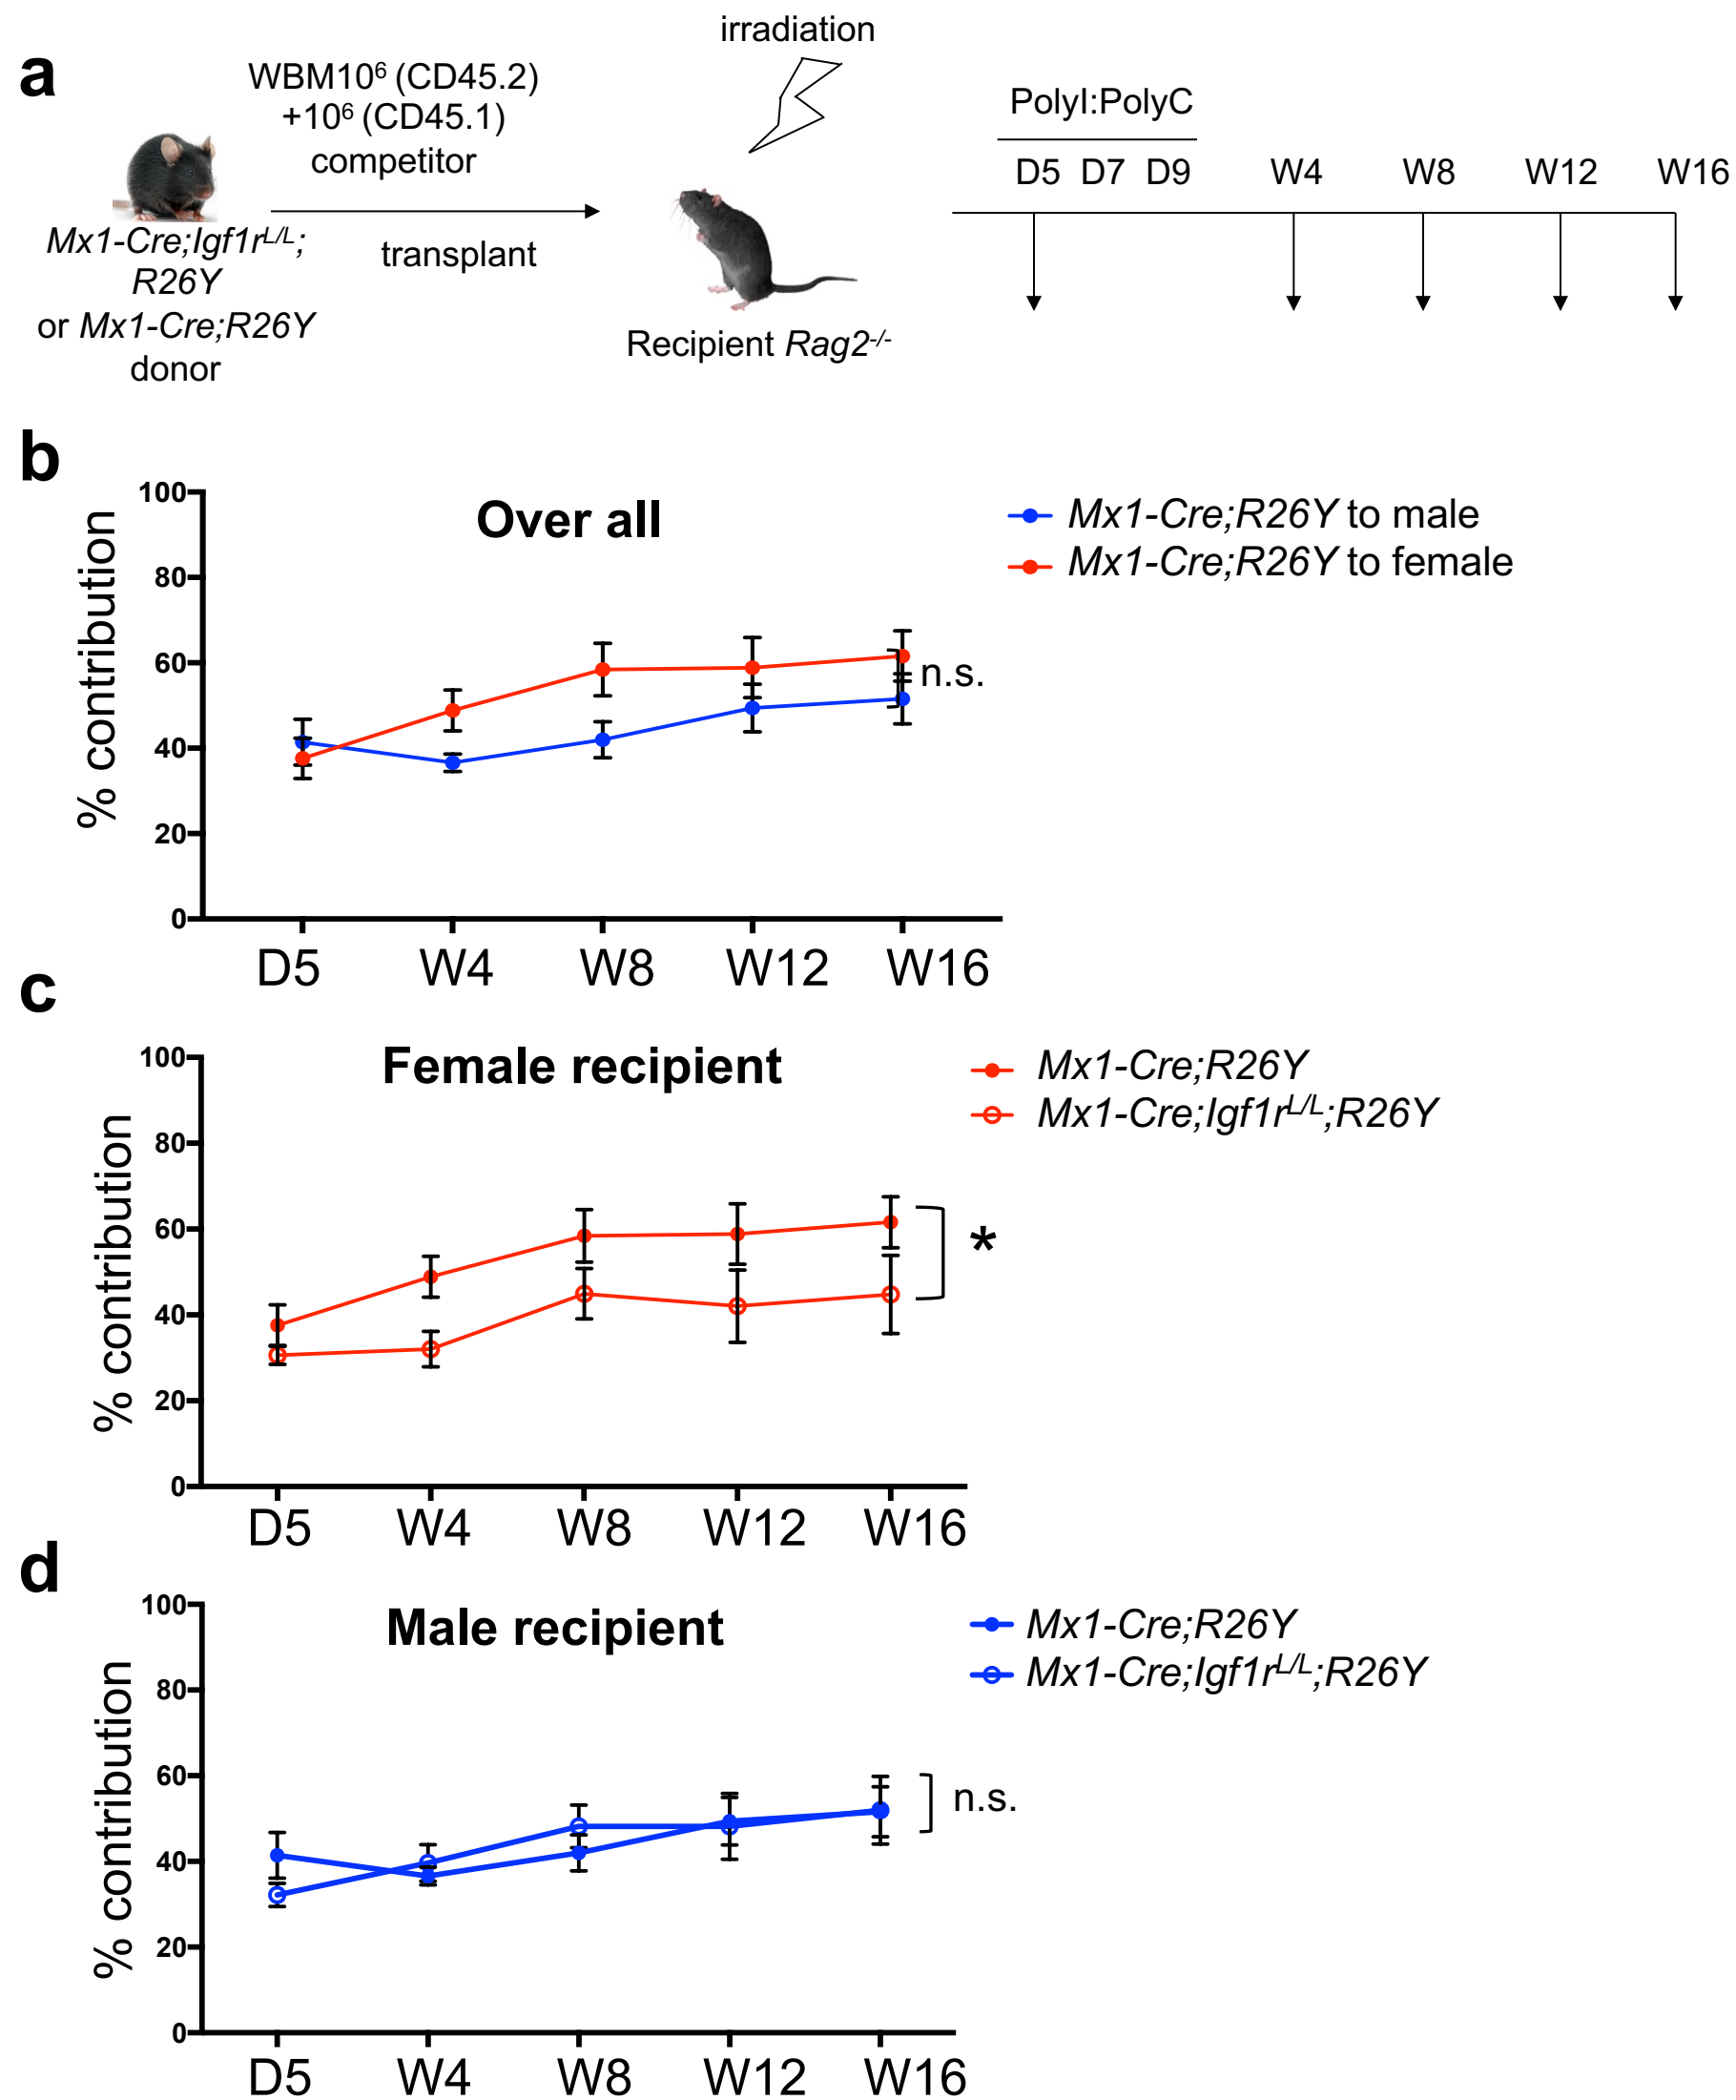 a
WBM10⁶ (CD45.2)
+10⁶ (CD45.1)
competitor
transplant
Mx1-Cre;Igf1rL/L;
R26Y
or Mx1-Cre;R26Y
donor
irradiation
Recipient Rag2-/-
PolyI:PolyC
D5 D7 D9 W4 W8 W12 W16
b
Over all
% contribution
100
80
60
40
20
0
D5 W4 W8 W12 W16
n.s.
Mx1-Cre;R26Y to male
Mx1-Cre;R26Y to female
c
Female recipient
% contribution
100
80
60
40
20
0
D5 W4 W8 W12 W16
*
Mx1-Cre;R26Y
Mx1-Cre;Igf1rL/L;R26Y
d
Male recipient
% contribution
100
80
60
40
20
0
D5 W4 W8 W12 W16
n.s.
Mx1-Cre;R26Y
Mx1-Cre;Igf1rL/L;R26Y